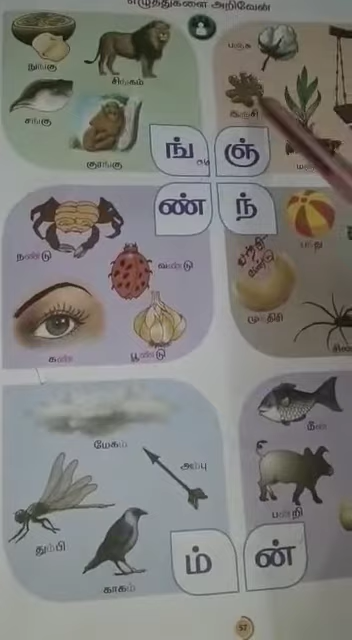 எழுத்துகளை அறிவேன்
நுங்கு
சிங்கம்
சங்கு
குரங்கு
ங்
பஞ்சு
இஞ்சி
ஞ்
நண்டு
வண்டு
கண்
பூண்டு
ண்
பந்து
முந்திரி
ந்
மேகம்
அம்பு
தும்பி
காகம்
ம்
மீன்
பன்றி
ன்
57